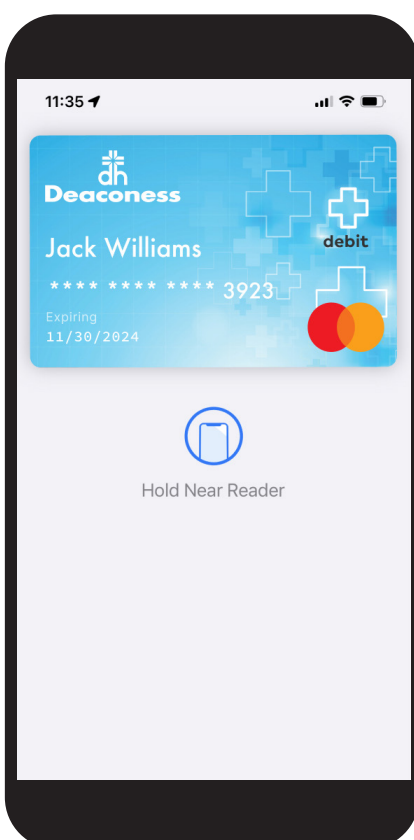 11:35
dh
Deaconess
debit
Jack Williams
**** **** **** 3923
Expiring
11/30/2024
Hold Near Reader